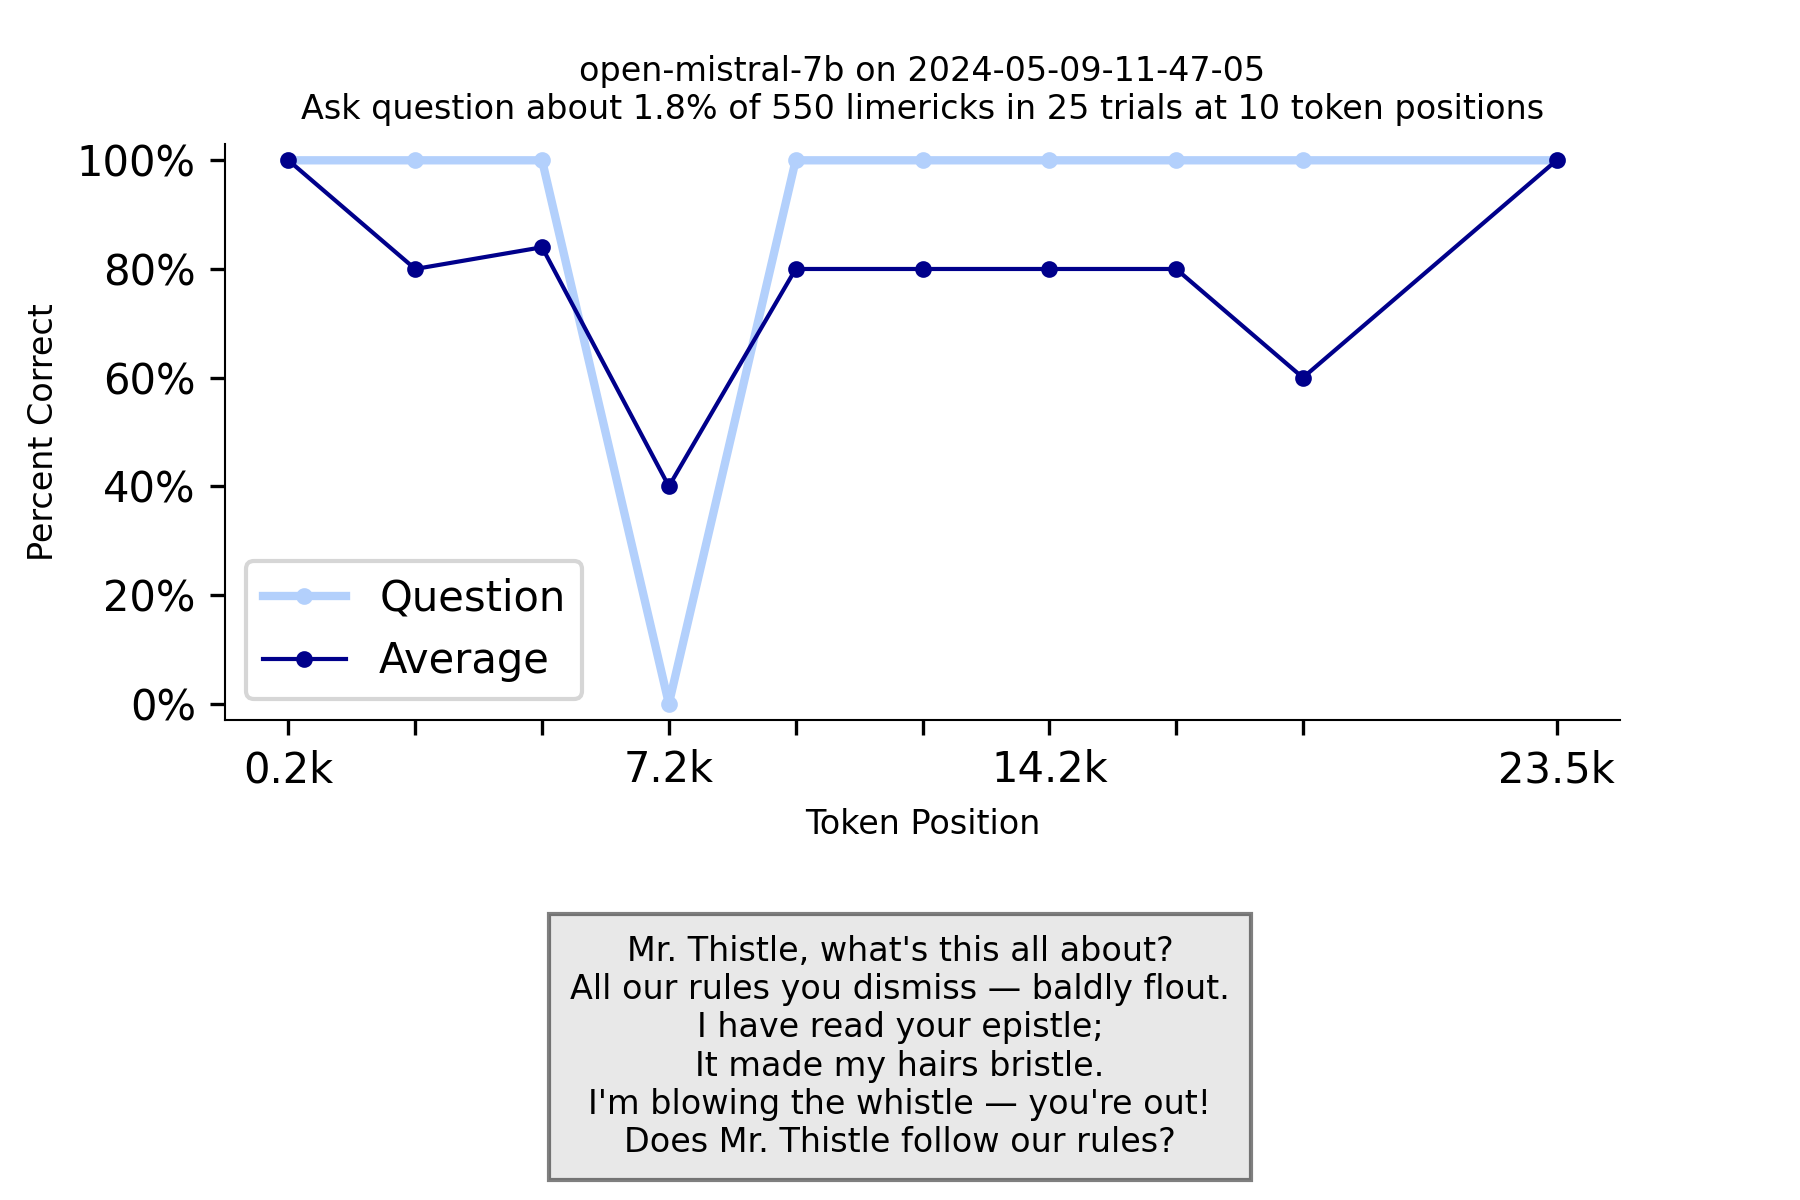 open-mistral-7b on 2024-05-09-11-47-05
Ask question about 1.8% of 550 limericks in 25 trials at 10 token positions
100%
80%
60%
40%
20%
0%
Percent Correct
Question
Average
0.2k 7.2k 14.2k 23.5k
Token Position
Mr. Thistle, what's this all about?
All our rules you dismiss — baldly flout.
I have read your epistle;
It made my hairs bristle.
I'm blowing the whistle — you're out!
Does Mr. Thistle follow our rules?